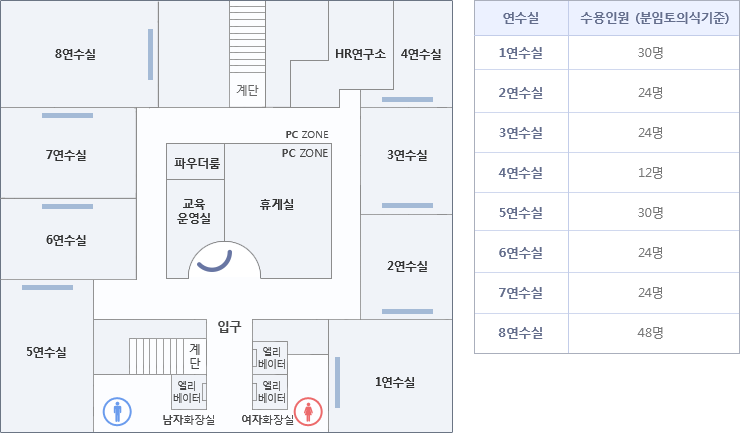 8연수실
계단
HR연구소
4연수실
PC ZONE
PC ZONE
7연수실
파우더룸
3연수실
교육
운영실
휴게실
6연수실
2연수실
입구
5연수실
계
단
엘리
베이터
엘리
베이터
엘리
베이터
1연수실
남자화장실
여자화장실
연수실 수용인원 (분임토의식기준)
1연수실 30명
2연수실 24명
3연수실 24명
4연수실 12명
5연수실 30명
6연수실 24명
7연수실 24명
8연수실 48명